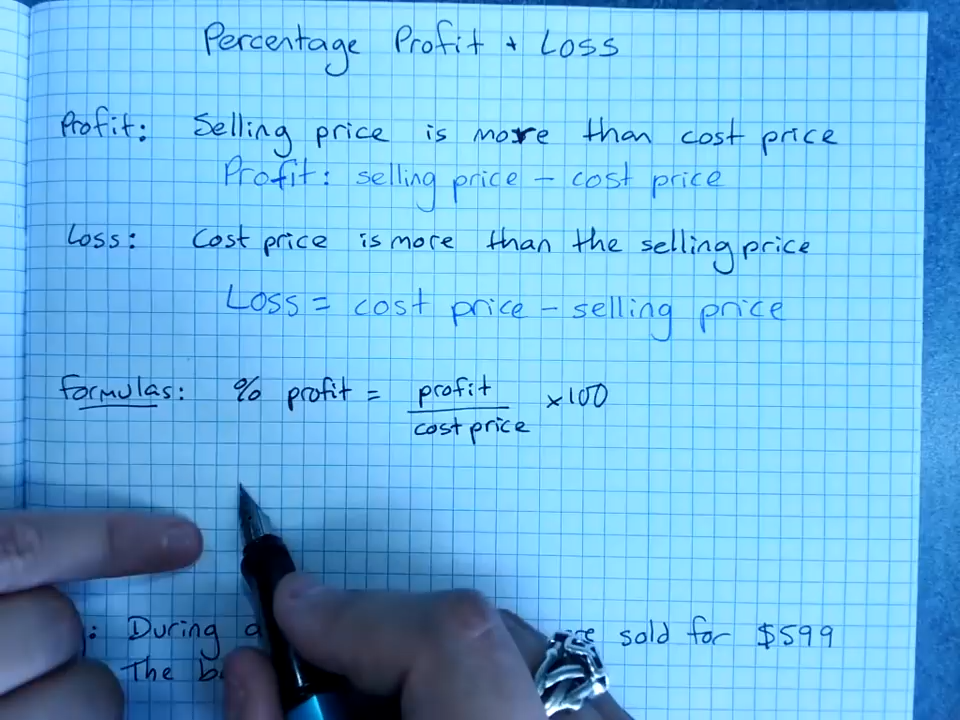 Percentage Profit + Loss
Profit: Selling price is more than cost price
Profit: selling price - cost price
Loss: Cost price is more than the selling price
Loss = cost price - selling price
Formulas: % profit = profit / cost price ×100
: During a sold for $599
The